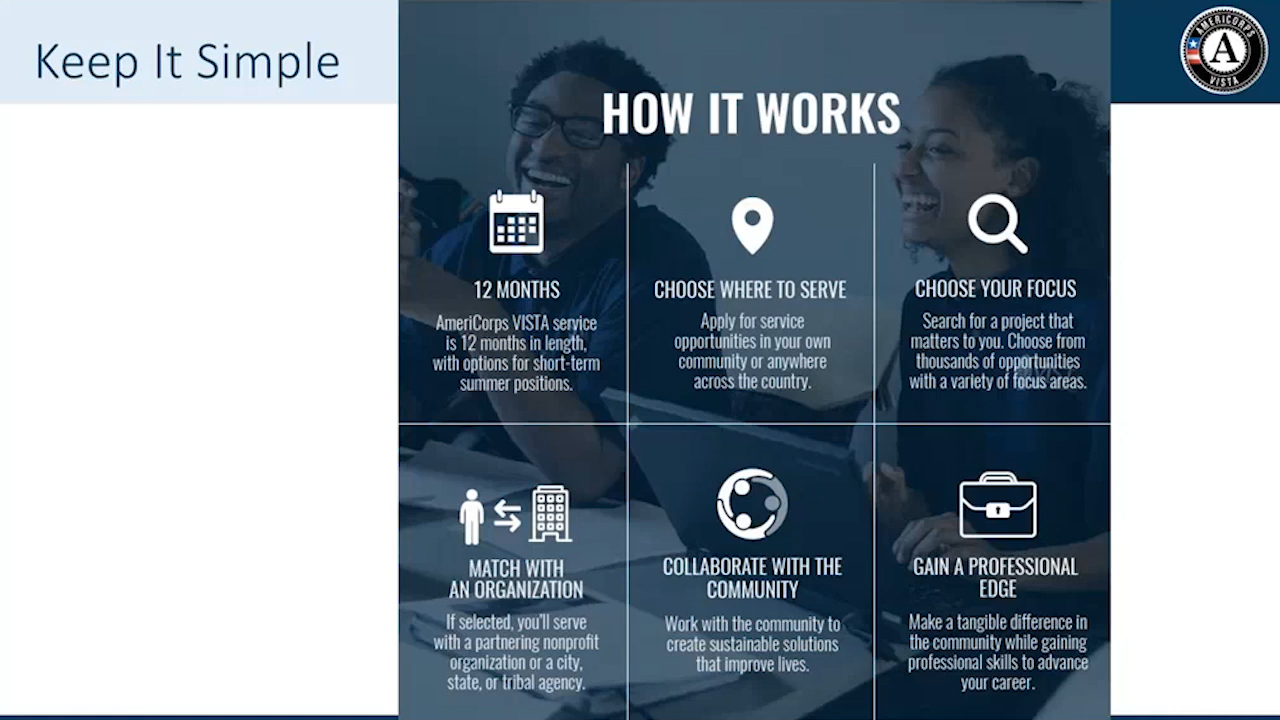 Keep It Simple
AMERICORPS
A
VISTA
HOW IT WORKS
12 MONTHS
AmeriCorps VISTA service
is 12 months in length,
with options for short-term
summer positions.
CHOOSE WHERE TO SERVE
Apply for service
opportunities in your own
community or anywhere
across the country.
CHOOSE YOUR FOCUS
Search for a project that
matters to you. Choose from
thousands of opportunities
with a variety of focus areas.
MATCH WITH
AN ORGANIZATION
If selected, you'll serve
with a partnering nonprofit
organization or a city,
state, or tribal agency.
COLLABORATE WITH THE
COMMUNITY
Work with the community to
create sustainable solutions
that improve lives.
GAIN A PROFESSIONAL
EDGE
Make a tangible difference in
the community while gaining
professional skills to advance
your career.